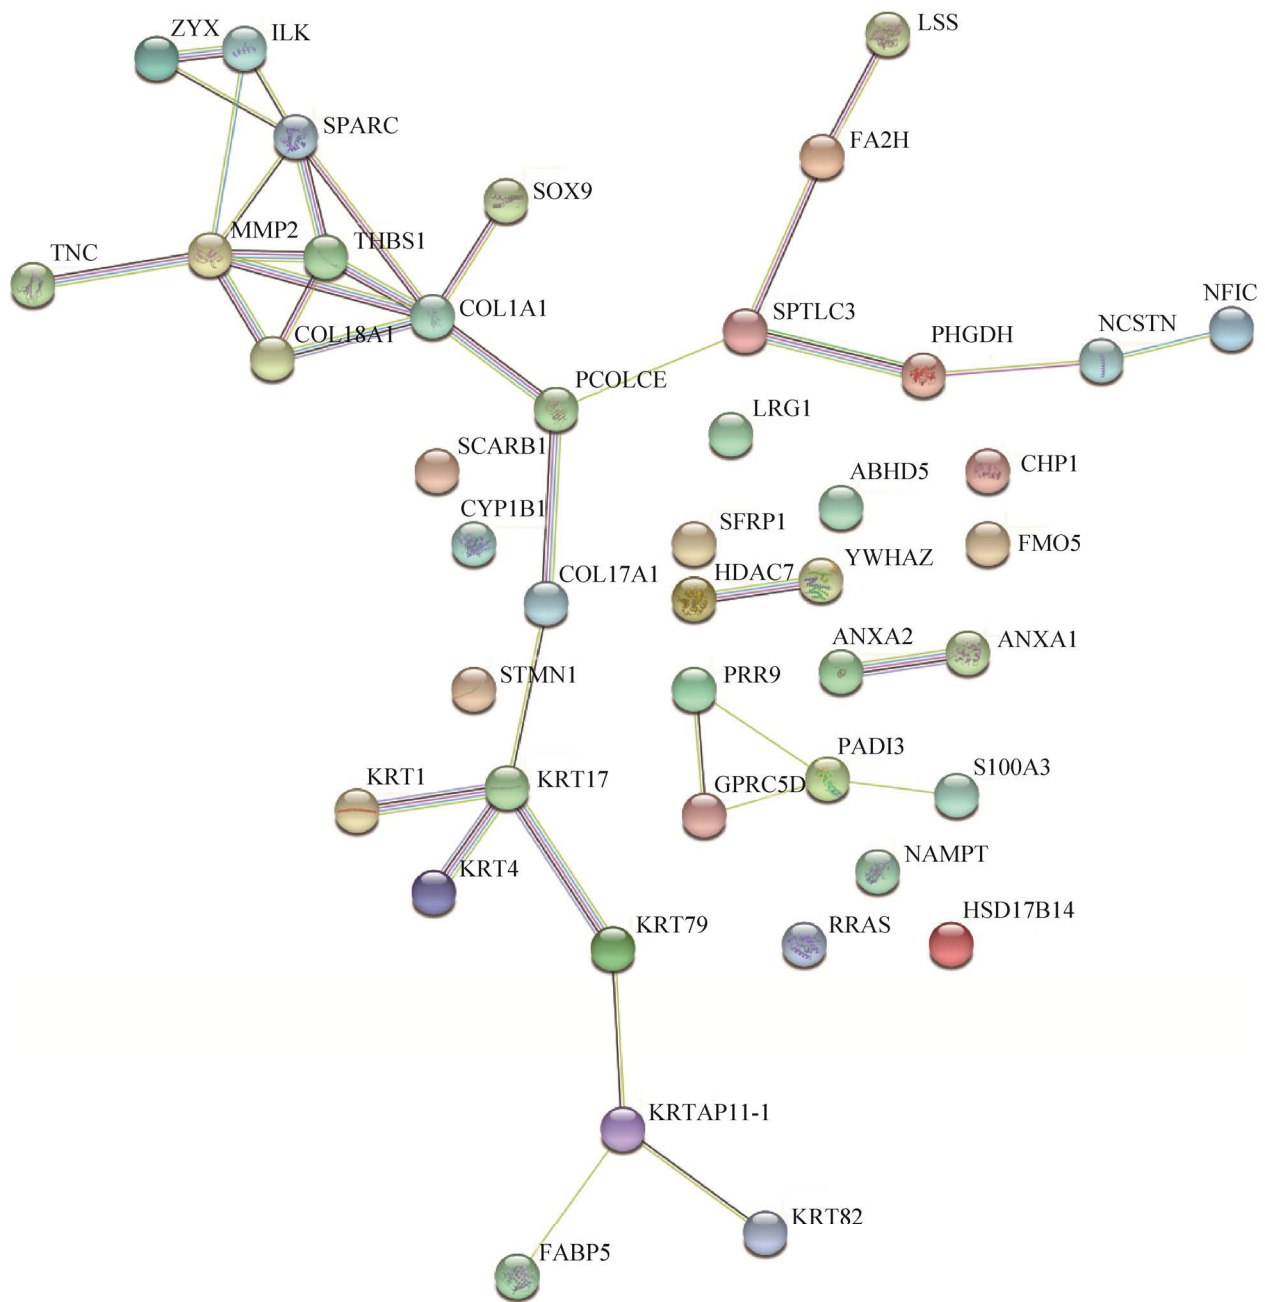 ZYX
ILK
LSS
SPARC
FA2H
SOX9
MMP2
THBS1
TNC
COL1A1
COL18A1
SPTLC3
PHGDH
NCSTN
NFIC
PCOLCE
LRG1
SCARB1
ABHD5
CHP1
CYP1B1
SFRP1
FMO5
COL17A1
HDAC7
YWHAZ
ANXA2
ANXA1
STMN1
PRR9
PADI3
KRT1
KRT17
GPRC5D
S100A3
KRT4
NAMPT
KRT79
RRAS
HSD17B14
KRTAP11-1
KRT82
FABP5